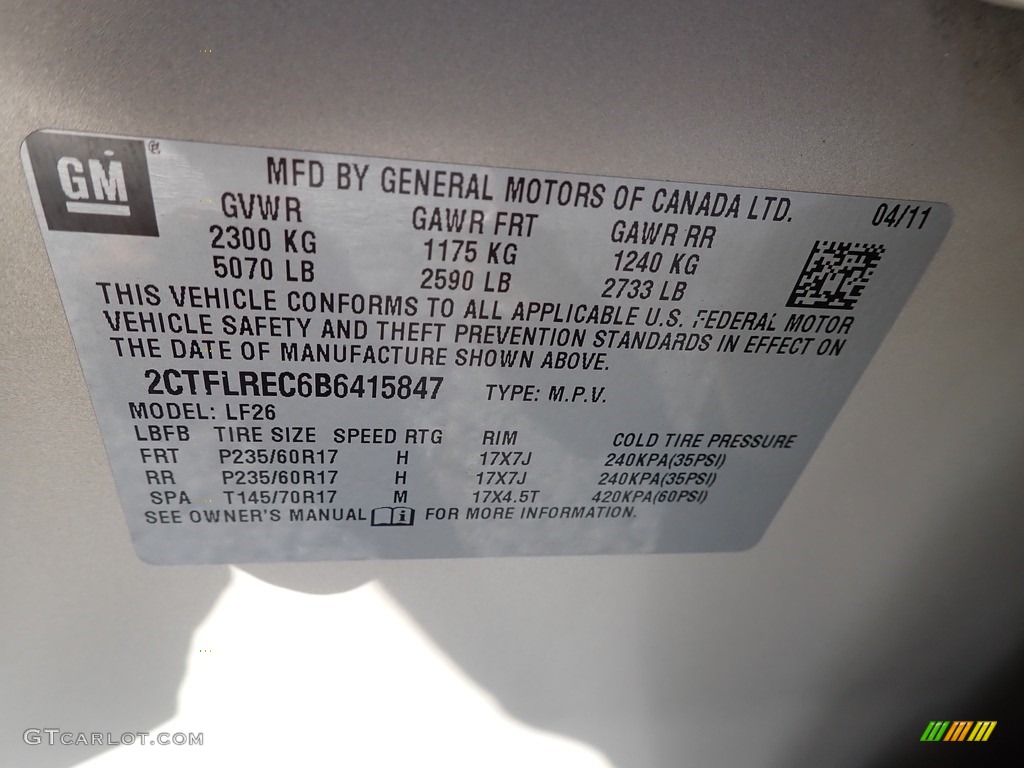 GM®
MFD BY GENERAL MOTORS OF CANADA LTD.
04/11
GVWR GAWR FRT GAWR RR
2300 KG 1175 KG 1240 KG
5070 LB 2590 LB 2733 LB
THIS VEHICLE CONFORMS TO ALL APPLICABLE U.S. FEDERAL MOTOR
VEHICLE SAFETY AND THEFT PREVENTION STANDARDS IN EFFECT ON
THE DATE OF MANUFACTURE SHOWN ABOVE.
2CTFLREC6B6415847 TYPE: M.P.V.
MODEL: LF26
LBFB TIRE SIZE SPEED RTG RIM COLD TIRE PRESSURE
FRT P235/60R17 H 17X7J 240KPA(35PSI)
RR P235/60R17 H 17X7J 240KPA(35PSI)
SPA T145/70R17 M 17X4.5T 420KPA(60PSI)
SEE OWNER'S MANUAL FOR MORE INFORMATION.
GTCARLOT.COM